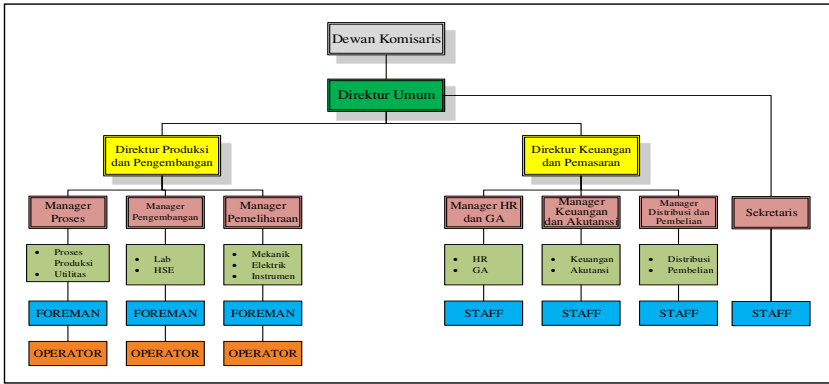 Dewan Komisaris
Direktur Umum
Direktur Produksi
dan Pengembangan
Direktur Keuangan
dan Pemasaran
Manager
Proses
Manager
Pengembangan
Manager
Pemeliharaan
Manager HR
dan GA
Manager
Keuangan
dan Akutanssi
Manager
Distribusi dan
Pembelian
Sekretaris
• Proses
Produksi
• Utilitas
• Lab
• HSE
• Mekanik
• Elektrik
• Instrumen
• HR
• GA
• Keuangan
• Akutansi
• Distribusi
• Pembelian
FOREMAN
FOREMAN
FOREMAN
STAFF
STAFF
STAFF
STAFF
OPERATOR
OPERATOR
OPERATOR